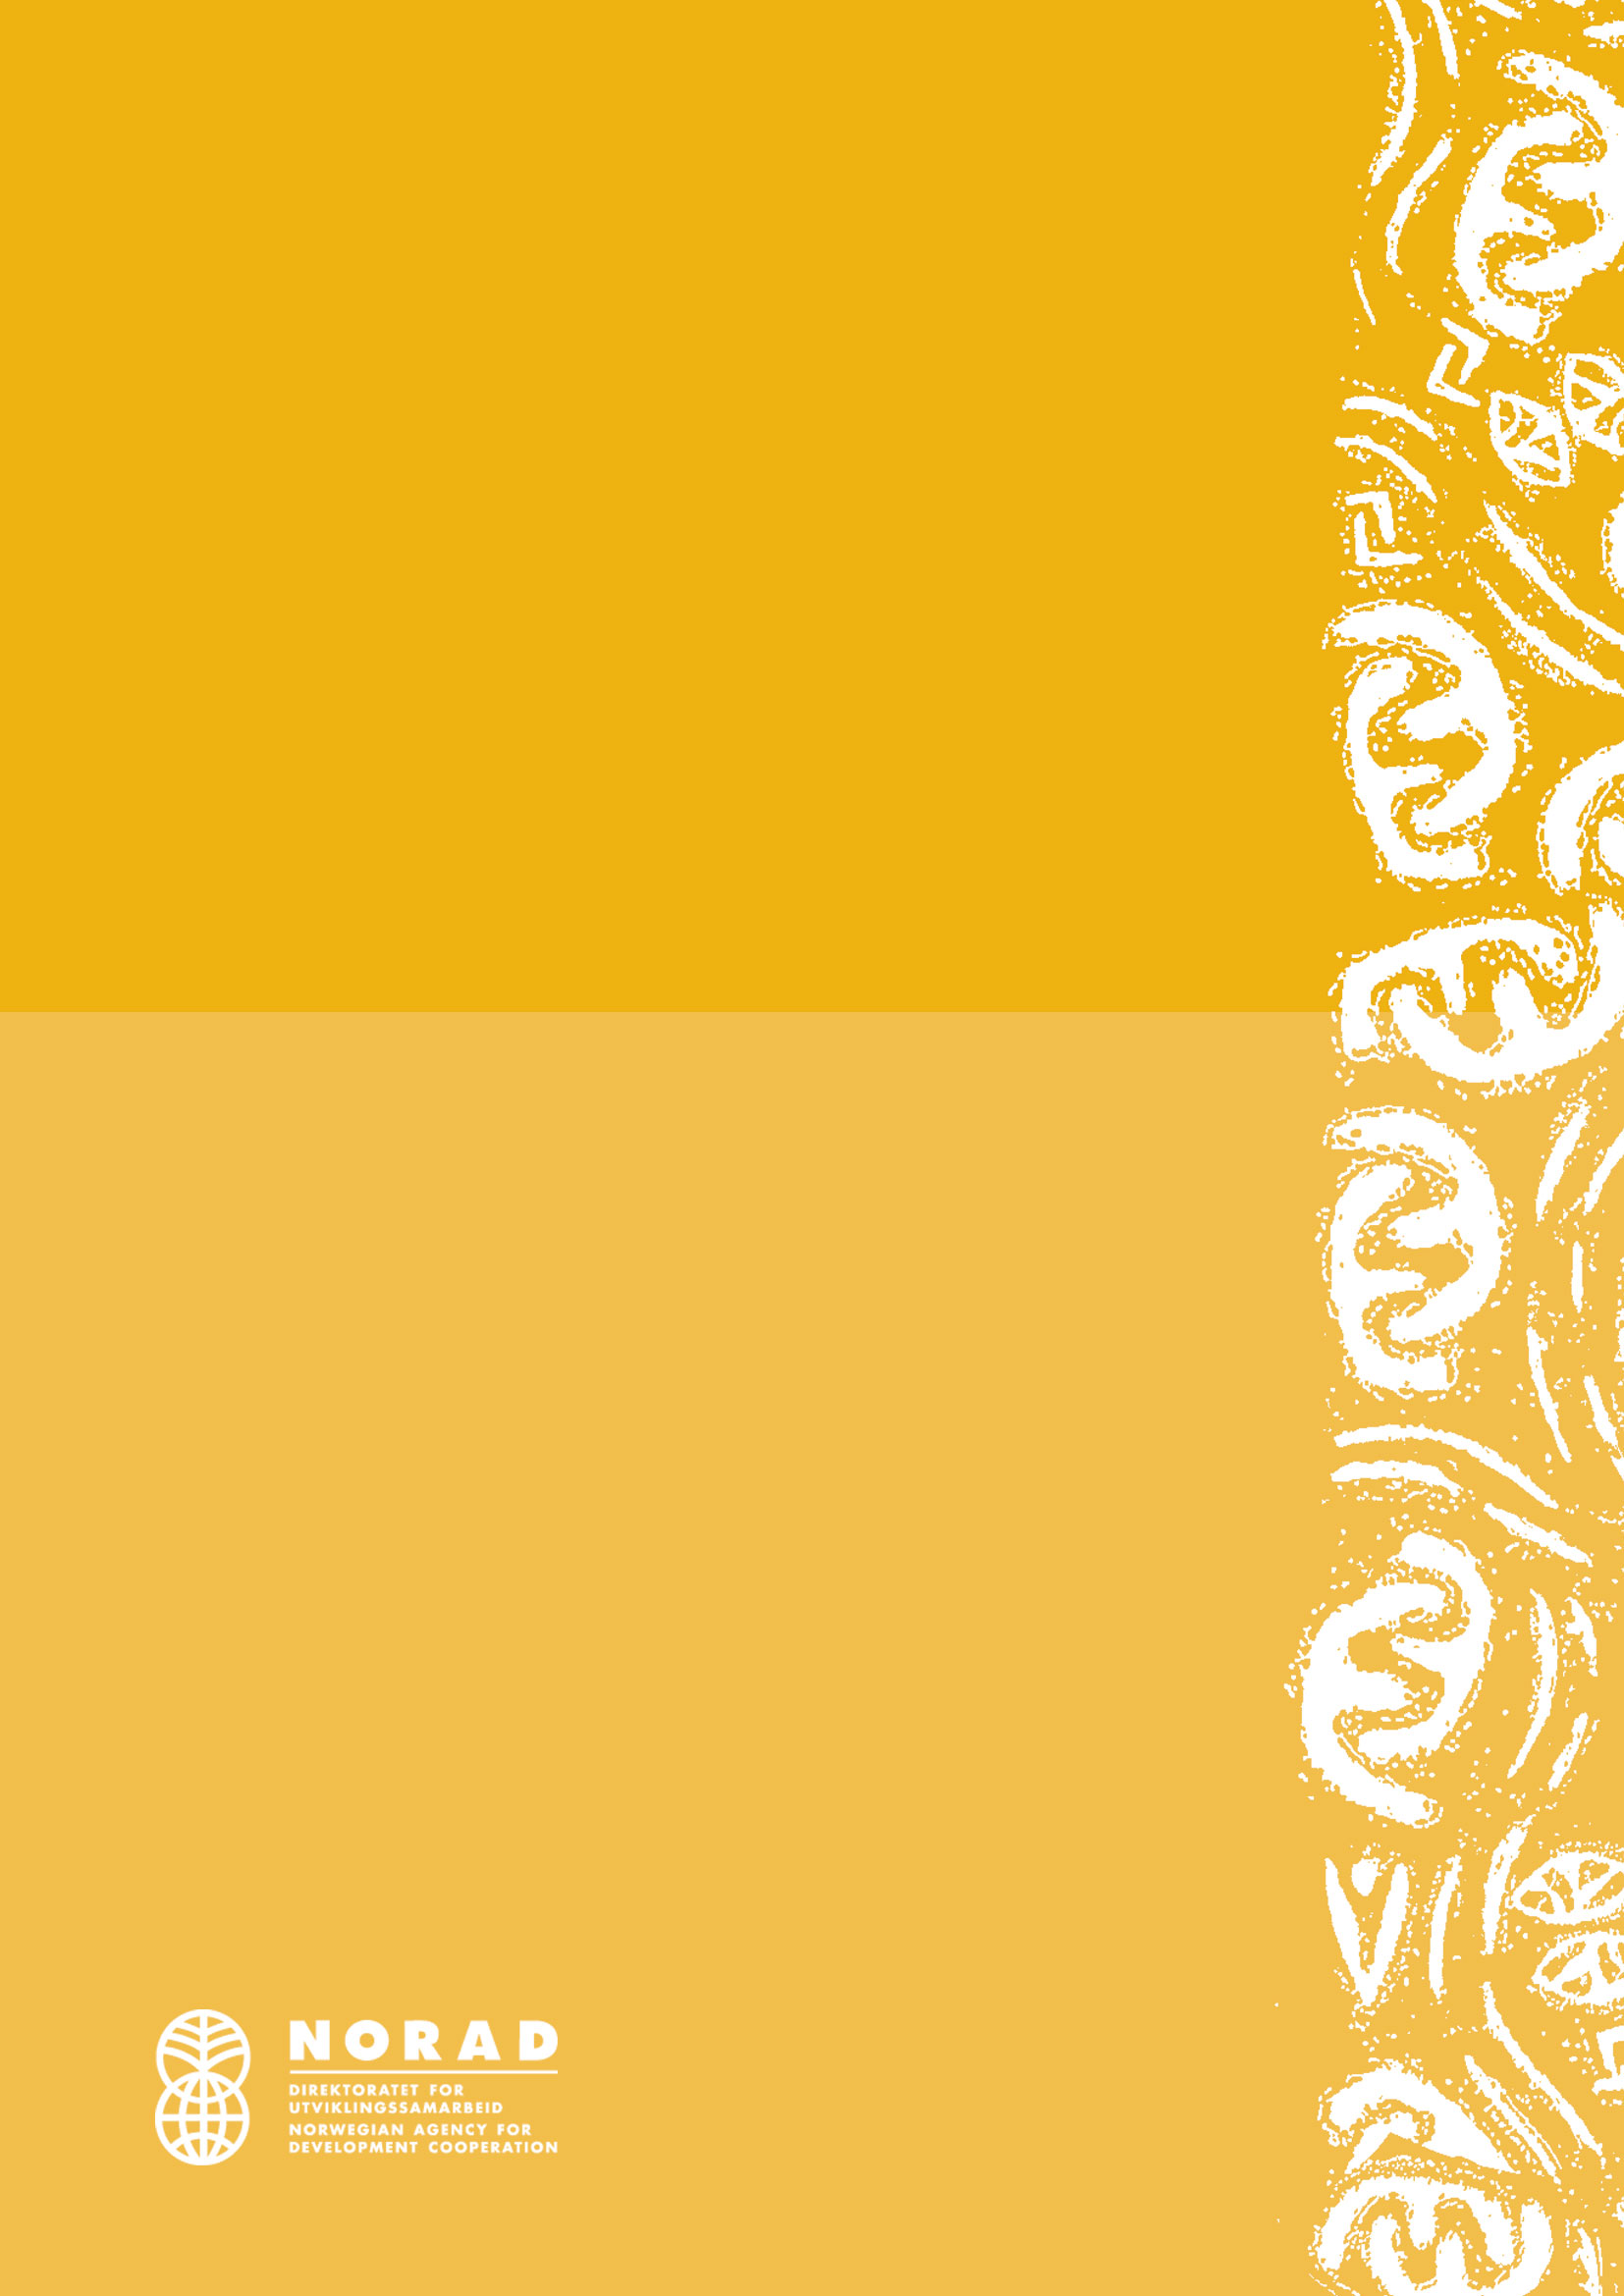 NORAD
DIREKTORATET FOR
UTVIKLINGSSAMARBEID
NORWEGIAN AGENCY FOR
DEVELOPMENT COOPERATION